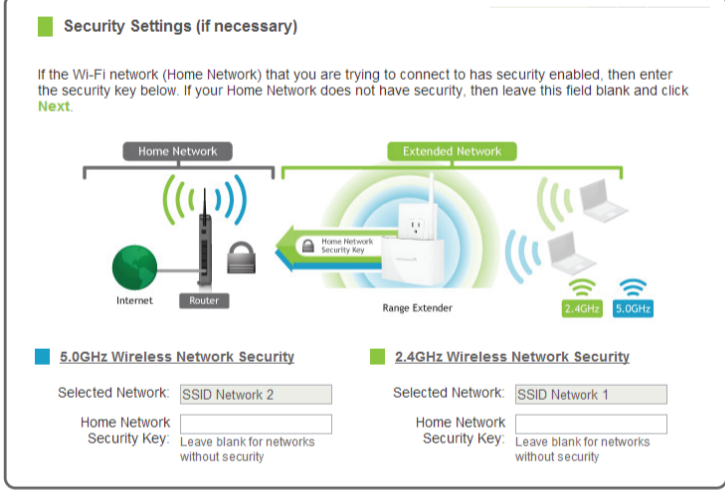 Security Settings (if necessary)
If the Wi-Fi network (Home Network) that you are trying to connect to has security enabled, then enter
the security key below. If your Home Network does not have security, then leave this field blank and click
Next.
Home Network
Extended Network
Home Network
Security Key
Internet
Router
Range Extender
2.4GHz
5.0GHz
5.0GHz Wireless Network Security
Selected Network: SSID Network 2
Home Network
Security Key:
Leave blank for networks
without security
2.4GHz Wireless Network Security
Selected Network: SSID Network 1
Home Network
Security Key:
Leave blank for networks
without security